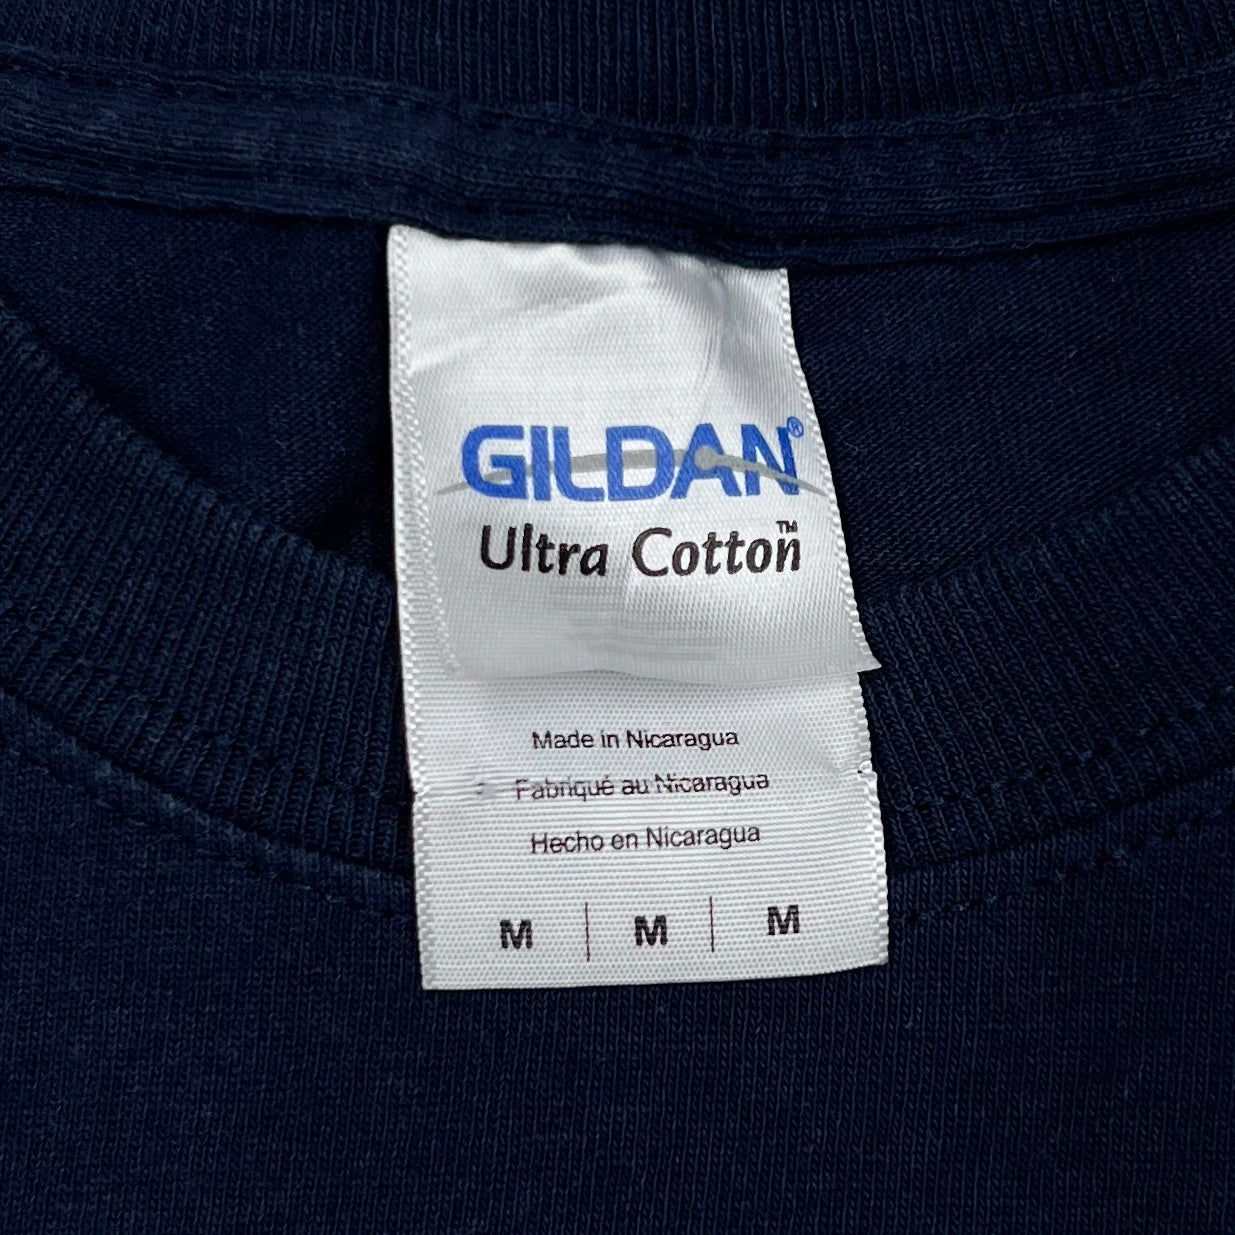 GILDAN®
Ultra Cotton™
Made in Nicaragua
Fabriqué au Nicaragua
Hecho en Nicaragua
M | M | M